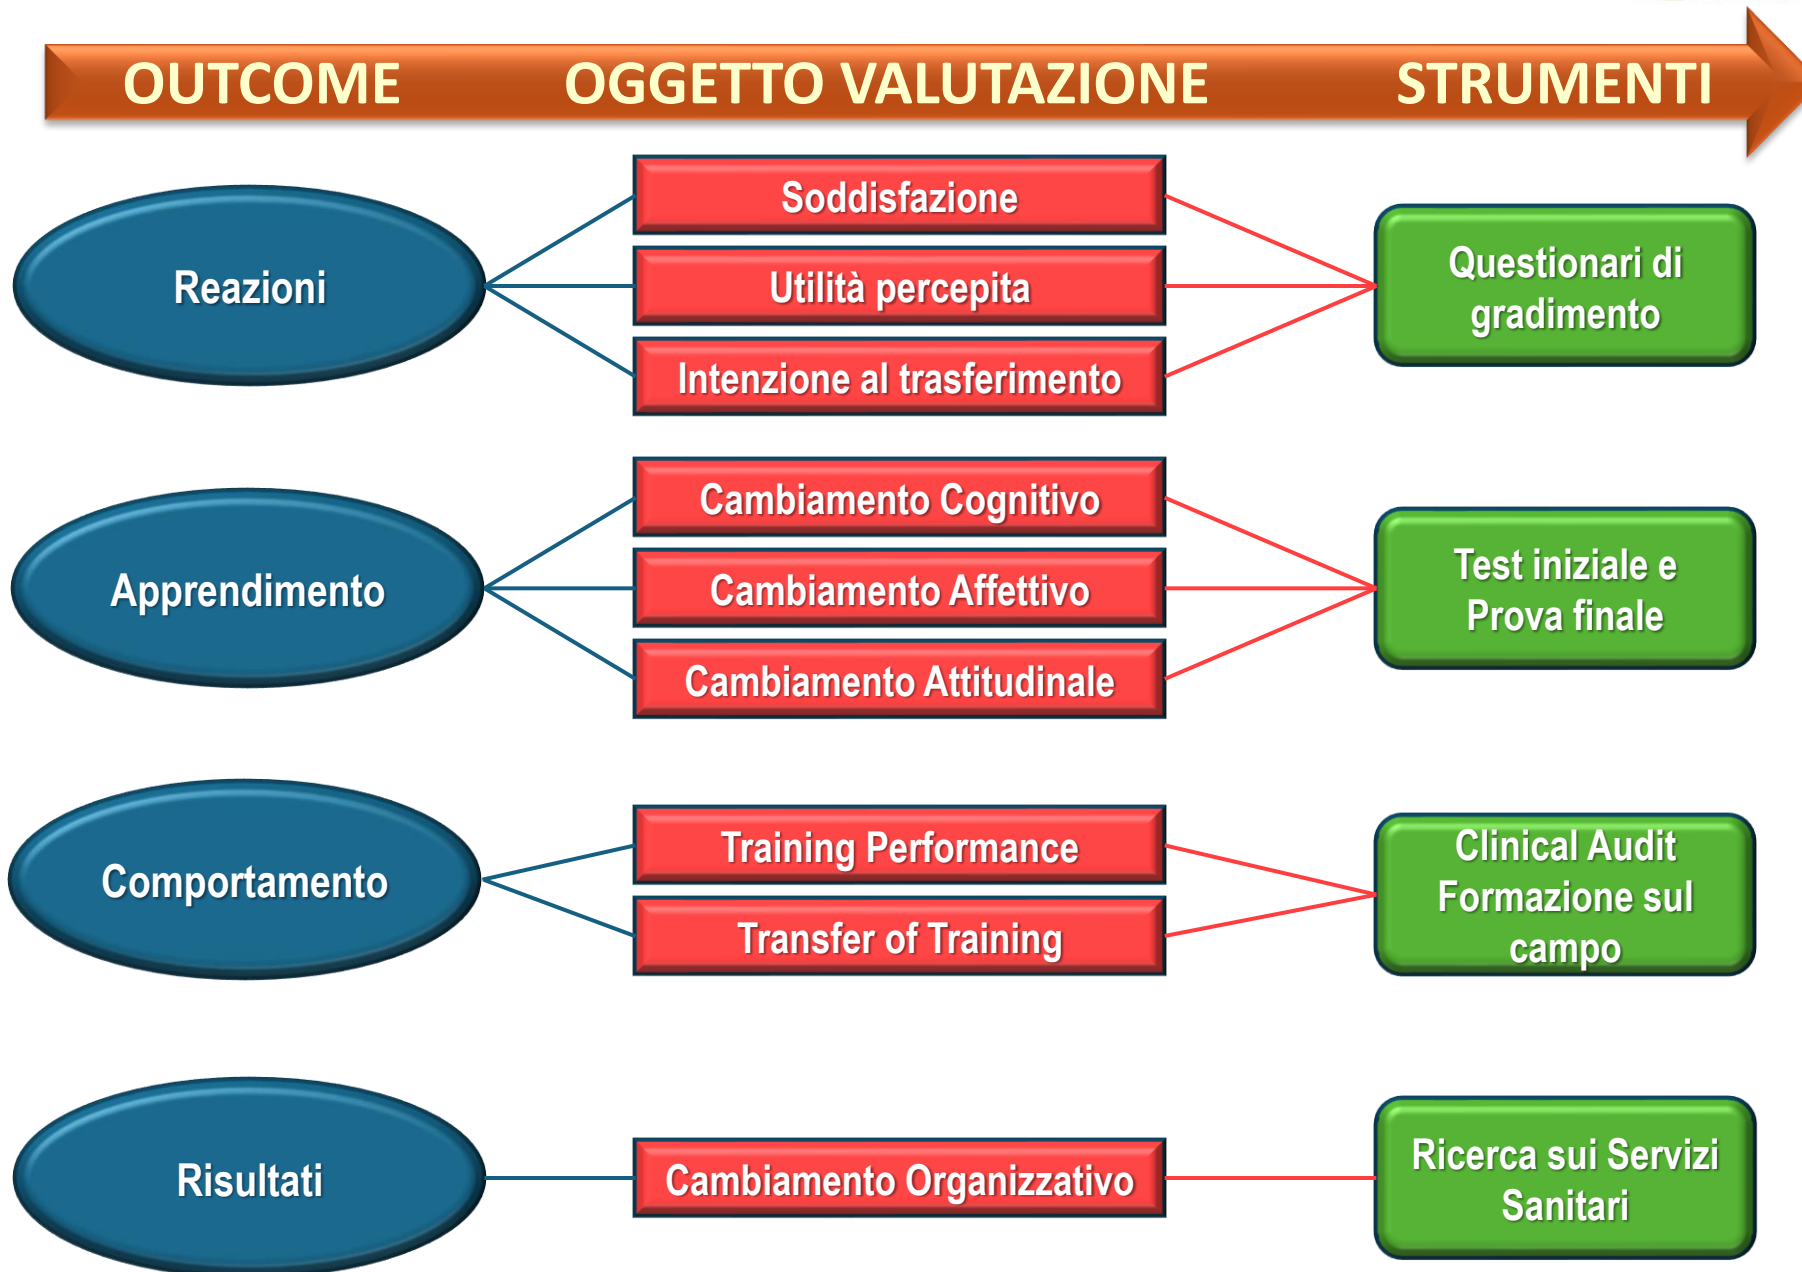 OUTCOME OGGETTO VALUTAZIONE STRUMENTI
Reazioni
Soddisfazione
Utilità percepita
Intenzione al trasferimento
Questionari di
gradimento
Apprendimento
Cambiamento Cognitivo
Cambiamento Affettivo
Cambiamento Attitudinale
Test iniziale e
Prova finale
Comportamento
Training Performance
Transfer of Training
Clinical Audit
Formazione sul
campo
Risultati
Cambiamento Organizzativo
Ricerca sui Servizi
Sanitari